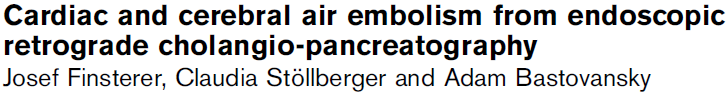 Cardiac and cerebral air embolism from endoscopic
retrograde cholangio-pancreatography
Josef Finsterer, Claudia Stöllberger and Adam Bastovansky